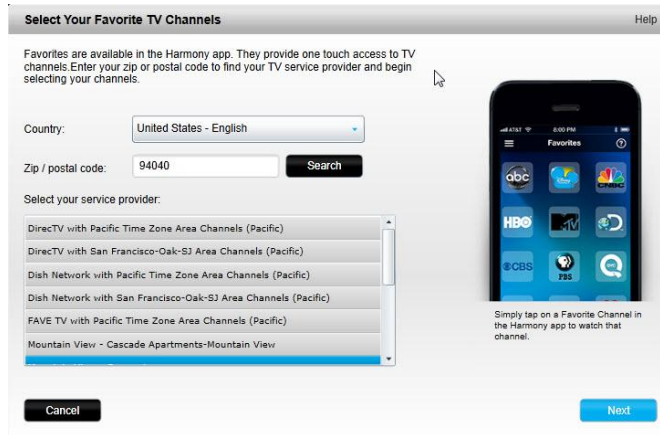 Select Your Favorite TV Channels
Help
Favorites are available in the Harmony app. They provide one touch access to TV
channels.Enter your zip or postal code to find your TV service provider and begin
selecting your channels.
Country:
United States - English
Zip / postal code:
94040
Search
Select your service provider:
DirecTV with Pacific Time Zone Area Channels (Pacific)
DirecTV with San Francisco-Oak-SJ Area Channels (Pacific)
Dish Network with Pacific Time Zone Area Channels (Pacific)
Dish Network with San Francisco-Oak-SJ Area Channels (Pacific)
FAVE TV with Pacific Time Zone Area Channels (Pacific)
Mountain View - Cascade Apartments-Mountain View
AT&T 8:00 PM
Favorites
abc
CNBC
HBO
MTV
CBS
PBS
Simply tap on a Favorite Channel in
the Harmony app to watch that
channel.
Cancel
Next